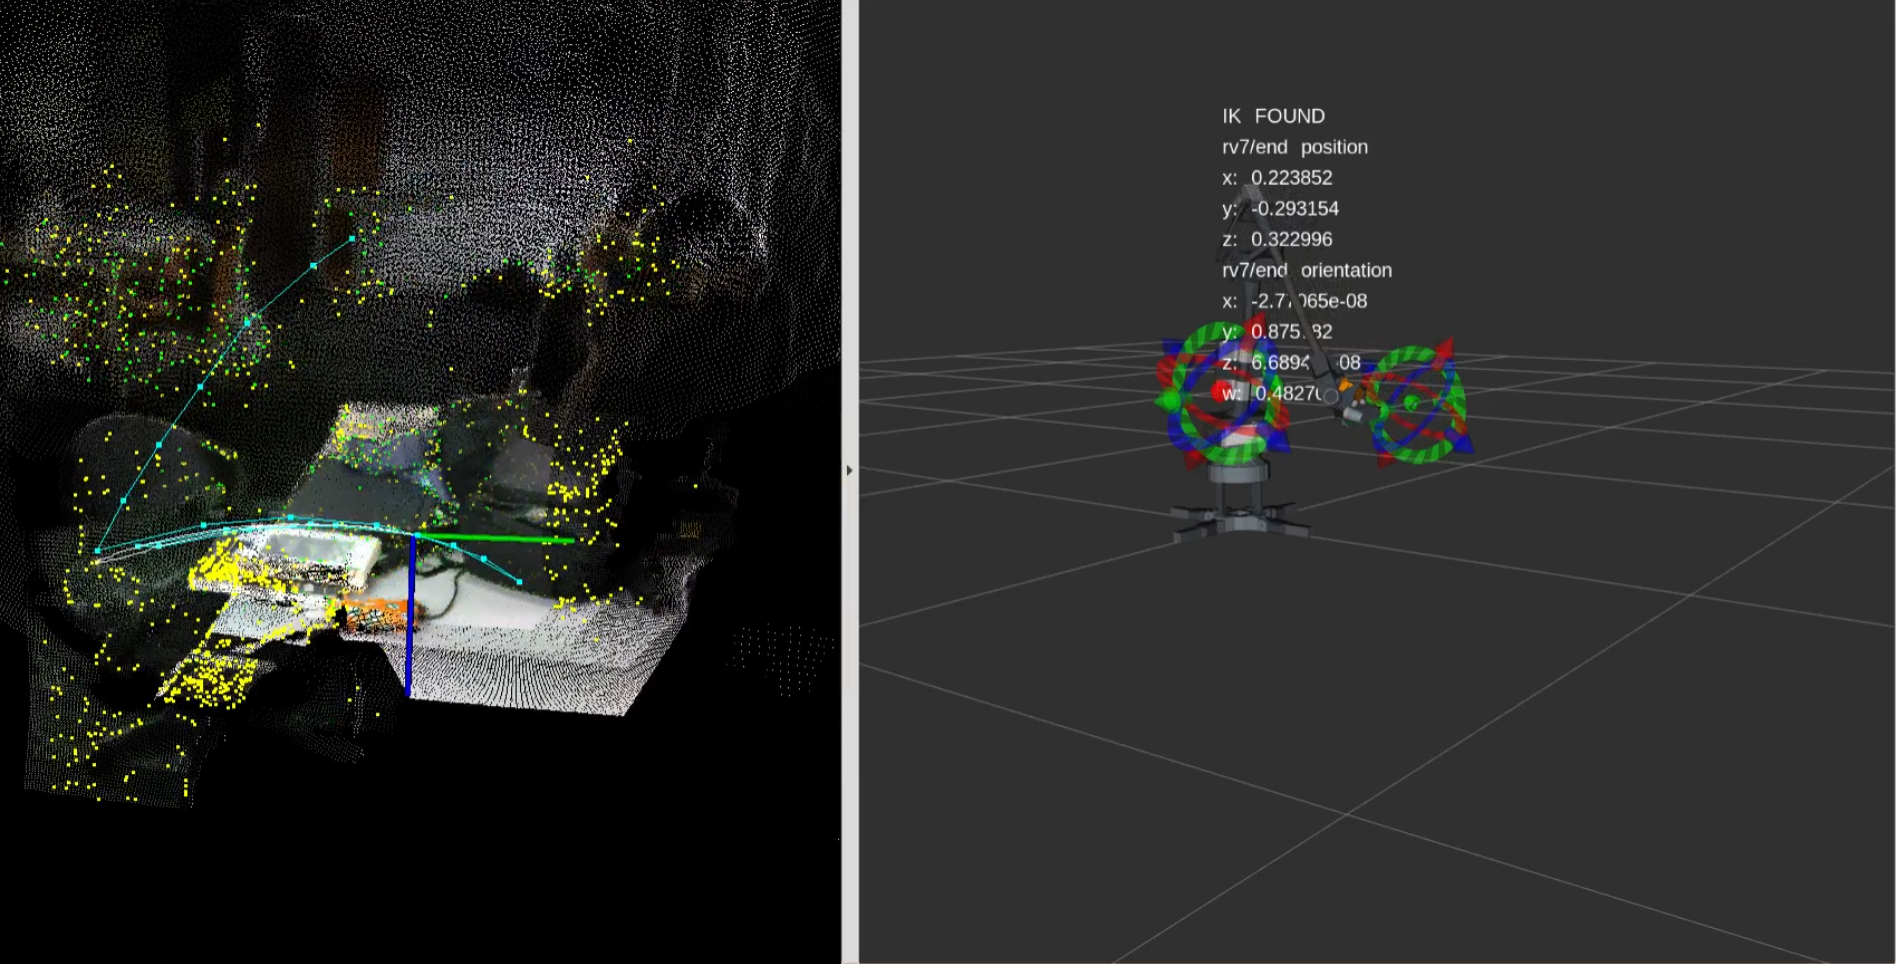 IK FOUND
rv7/end position
x: 0.223852
y: -0.293154
z: 0.322996
rv7/end orientation
x:
y:
z:
w: